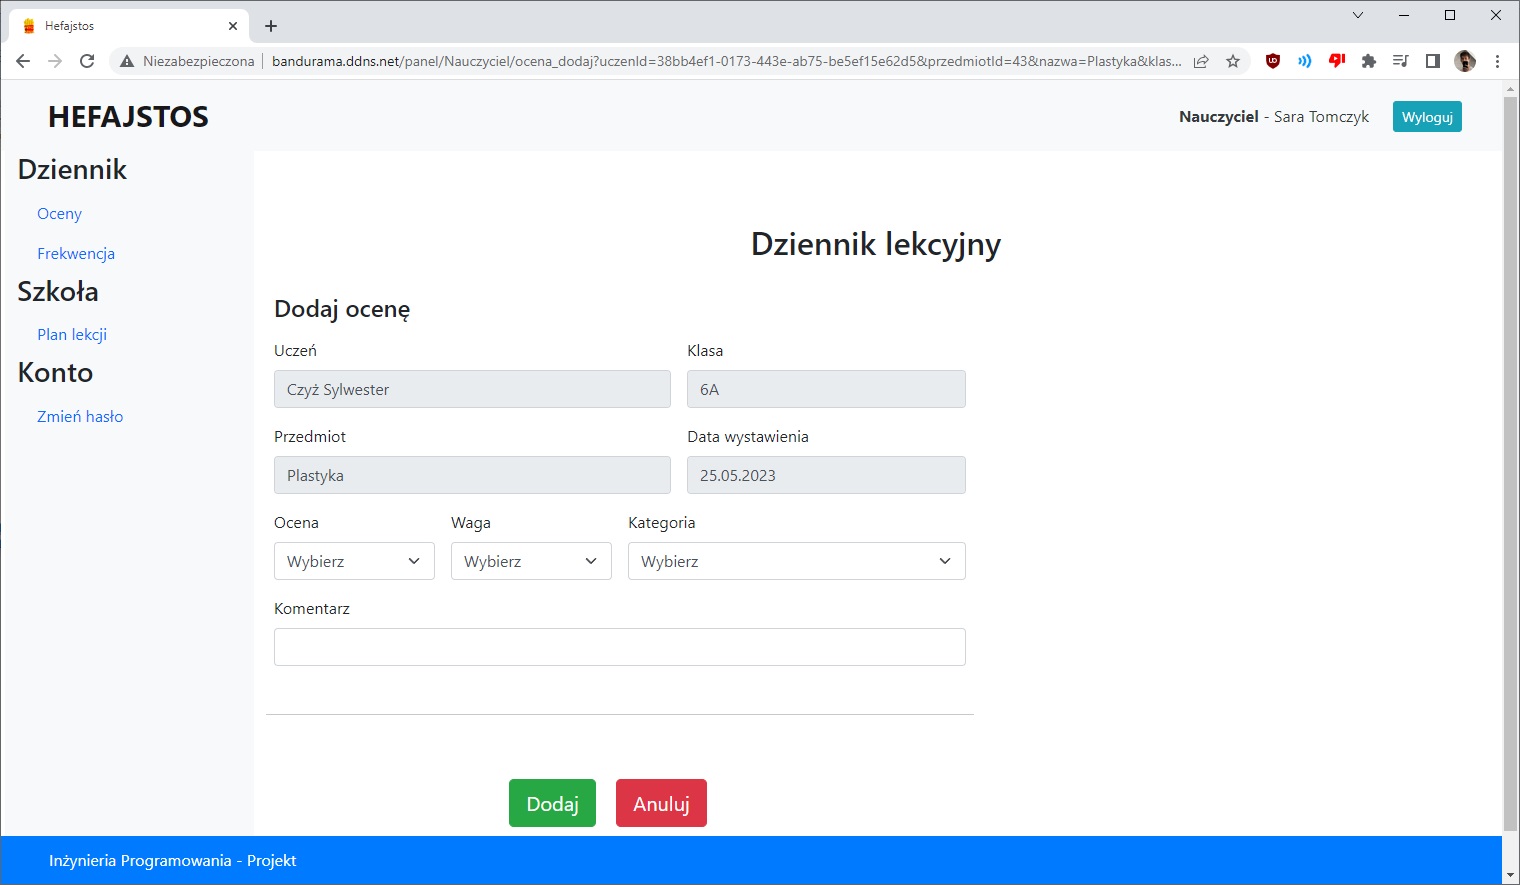 Hefajstos
Niezabezpieczona bandurama.ddns.net/panel/Nauczyciel/ocena_dodaj?uczenId=38bb4ef1-0173-443e-ab75-be5ef15e62d5&przedmiotId=43&nazwa=Plastyka&klas...
HEFAJSTOS
Nauczyciel - Sara Tomczyk
Wyloguj
Dziennik
Oceny
Frekwencja
Szkoła
Plan lekcji
Konto
Zmień hasło
Dziennik lekcyjny
Dodaj ocenę
Uczeń Klasa
Czyż Sylwester 6A
Przedmiot Data wystawienia
Plastyka 25.05.2023
Ocena Waga Kategoria
Wybierz Wybierz Wybierz
Komentarz
Dodaj Anuluj
Inżynieria Programowania - Projekt